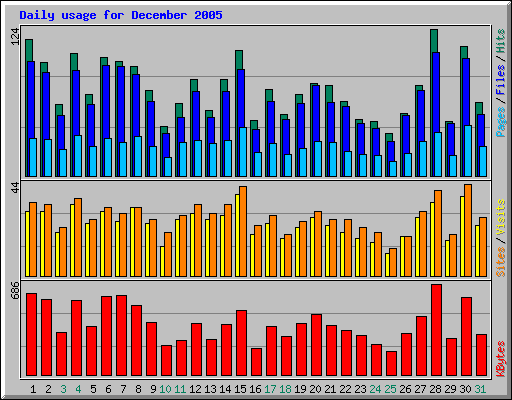 Daily usage for December 2005
124
Pages / Files / Hits
44
Sites / Visits
686
KBytes
1 2 3 4 5 6 7 8 9 10 11 12 13 14 15 16 17 18 19 20 21 22 23 24 25 26 27 28 29 30 31